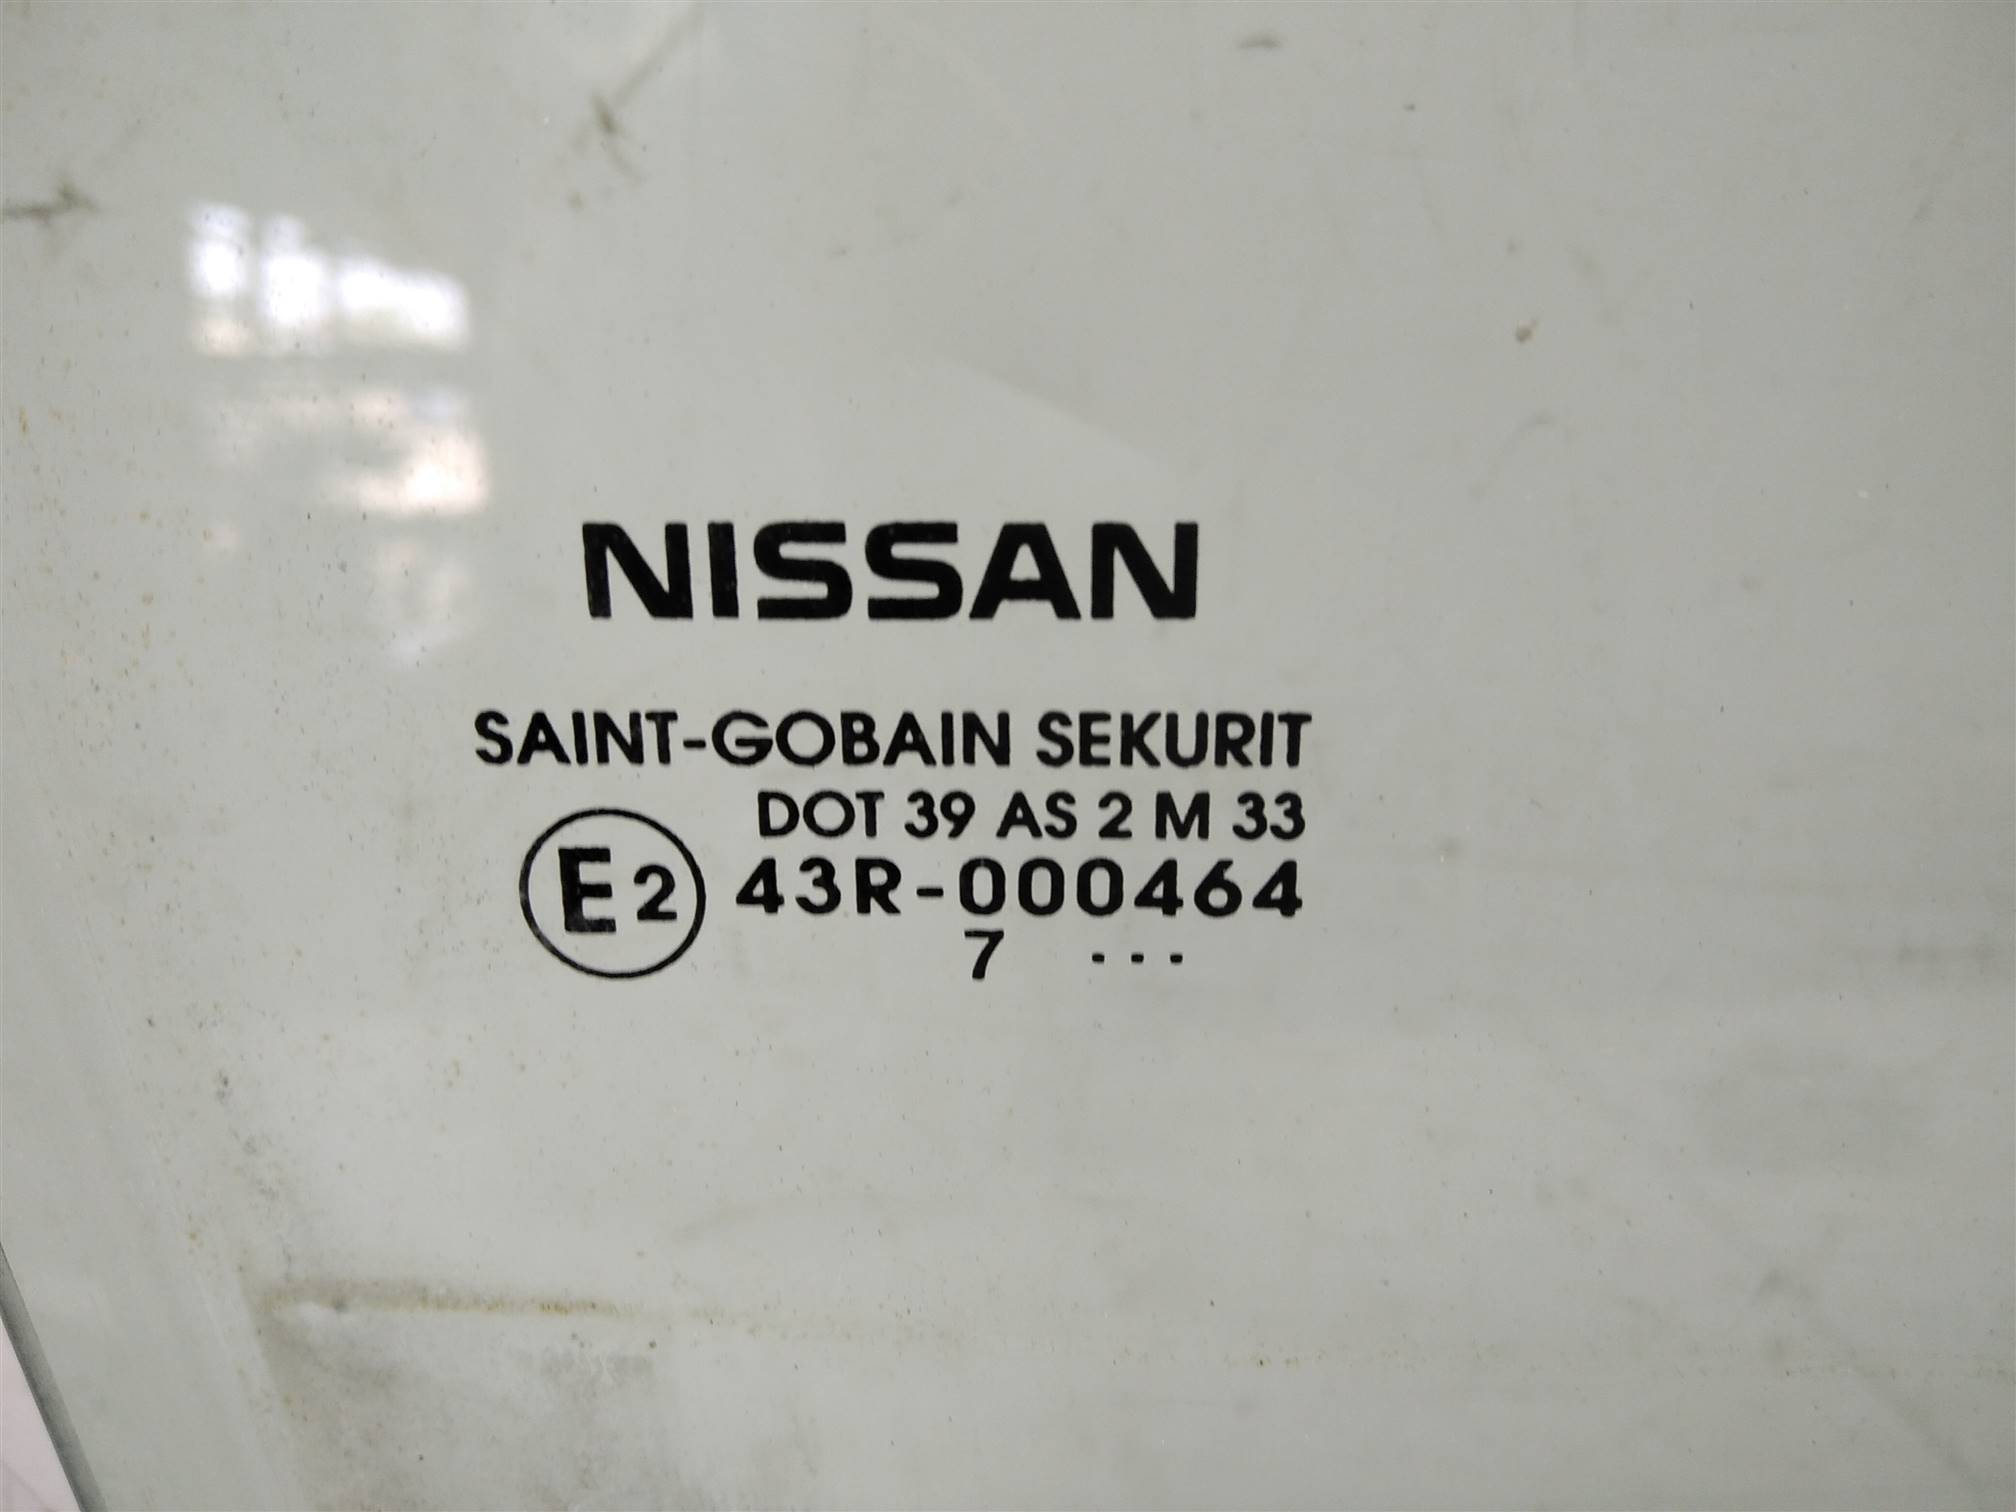 NISSAN
SAINT-GOBAIN SEKURIT
DOT 39 AS 2 M 33
E2 43R-000464
7 ...